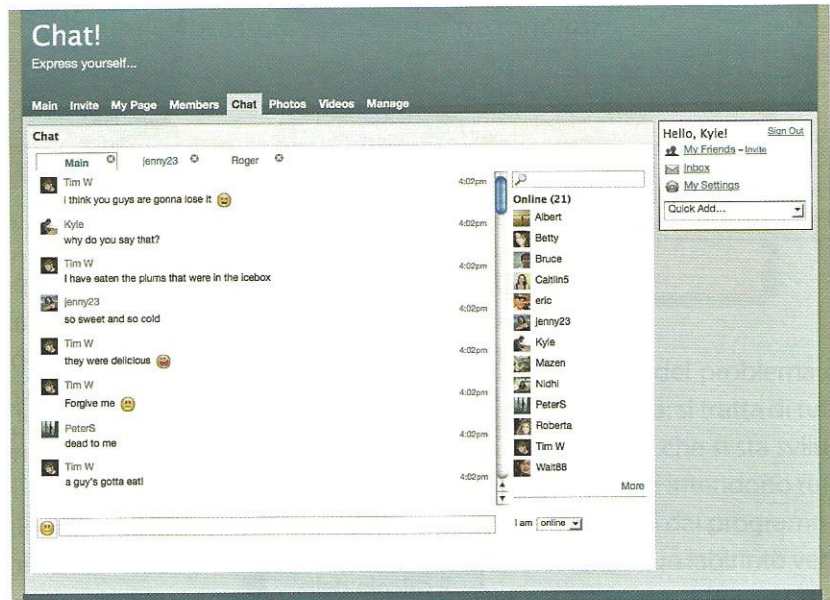 Chat!
Express yourself...
Main Invite My Page Members Chat Photos Videos Manage
Chat
Main jenny23 Roger
Tim W 4:02pm
i think you guys are gonna lose it
Kyle 4:02pm
why do you say that?
Tim W 4:02pm
I have eaten the plums that were in the icebox
jenny23 4:02pm
so sweet and so cold
Tim W 4:02pm
they were delicious
Tim W 4:02pm
Forgive me
PeterS 4:02pm
dead to me
Tim W 4:02pm
a guy's gotta eat!
Online (21)
Albert
Betty
Bruce
Caitlin5
eric
jenny23
Kyle
Mazen
Nidhi
PeterS
Roberta
Tim W
Walt88
More
I am online
Hello, Kyle! Sign Out
My Friends - Invite
Inbox
My Settings
Quick Add...